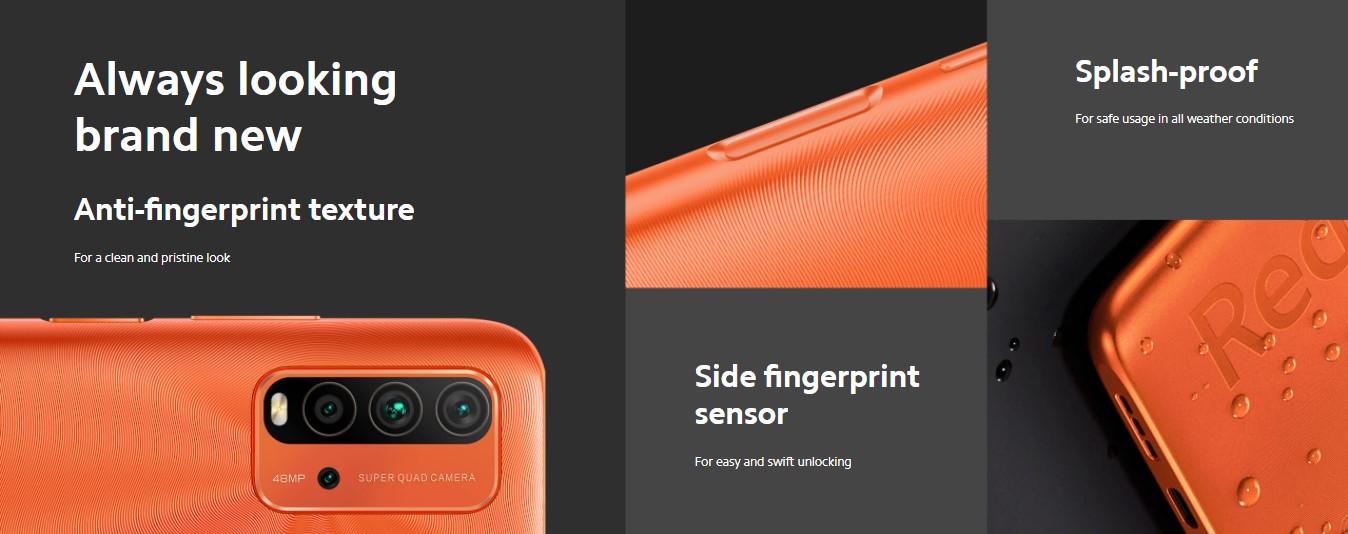 Always looking
brand new
Anti-fingerprint texture
For a clean and pristine look
48MP
SUPER QUAD CAMERA
Side fingerprint
sensor
For easy and swift unlocking
Splash-proof
For safe usage in all weather conditions
Red